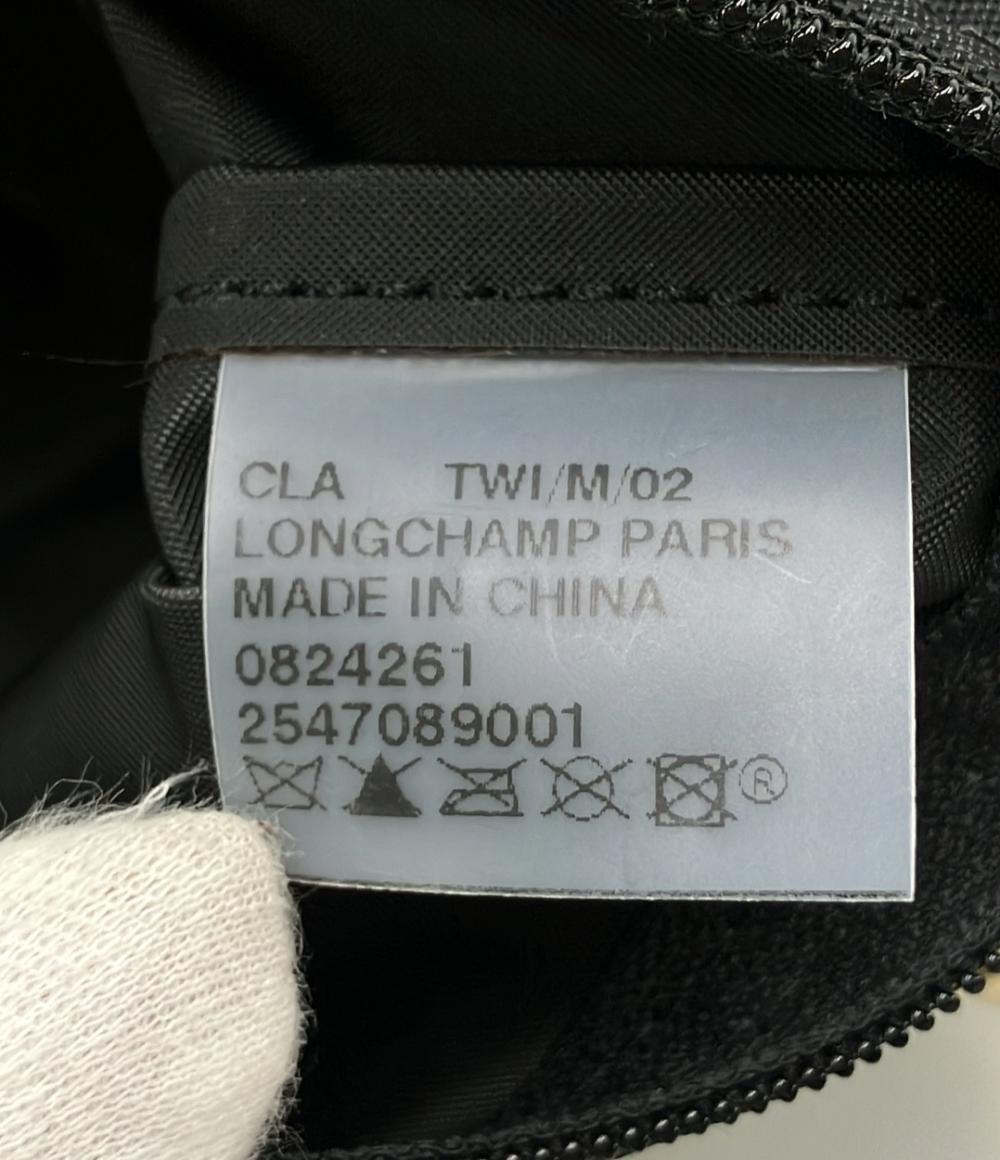 CLA TWI/M/02
LONGCHAMP PARIS
MADE IN CHINA
0824261
2547089001
®